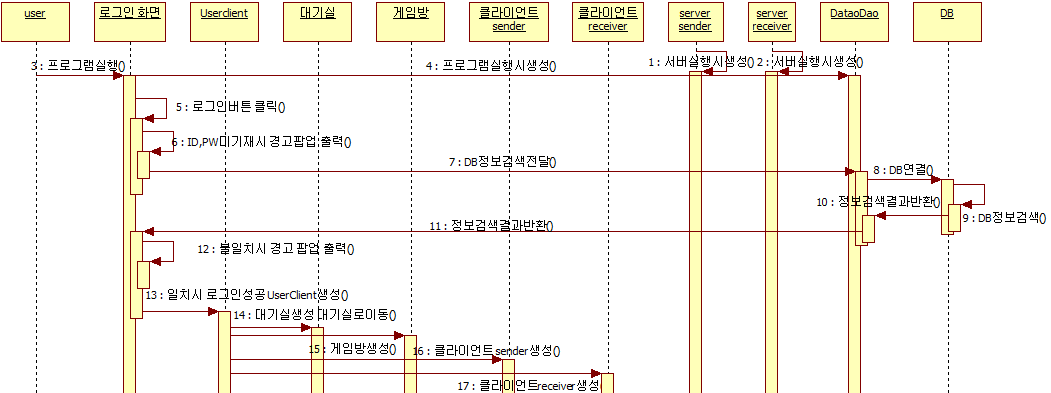 user
로그인 화면
Userclient
대기실
게임방
클라이언트
sender
클라이언트
receiver
server
sender
server
receiver
DataoDao
DB
1 : 서버실행시생성()
2 : 서버실행시생성()
3 : 프로그램실행()
4 : 프로그램실행시생성()
5 : 로그인버튼 클릭()
6 : ID,PW미기재시 경고팝업 출력()
7 : DB정보검색전달()
8 : DB연결()
9 : DB정보검색()
10 : 정보검색결과반환()
11 : 정보검색결과반환()
12 : 불일치시 경고 팝업 출력()
13 : 일치시 로그인성공UserClient생성()
14 : 대기실생성 대기실로이동()
15 : 게임방생성()
16 : 클라이언트sender생성()
17 : 클라이언트receiver생성()